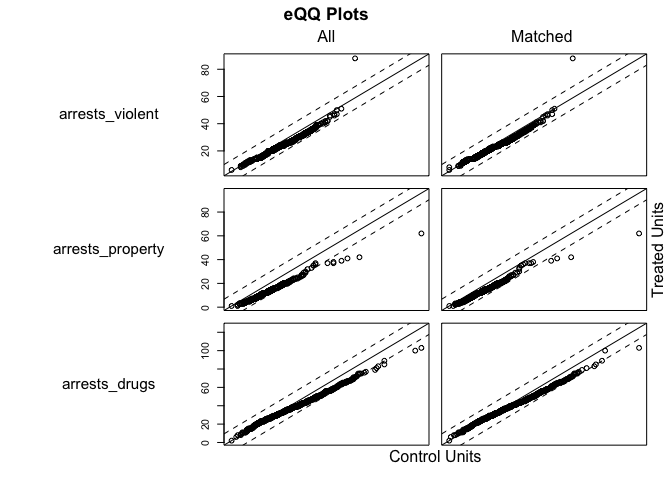 eQQ Plots
All Matched
arrests_violent
20 40 60 80
arrests_property
0 20 40 60 80
arrests_drugs
0 20 60 100
Treated Units
Control Units